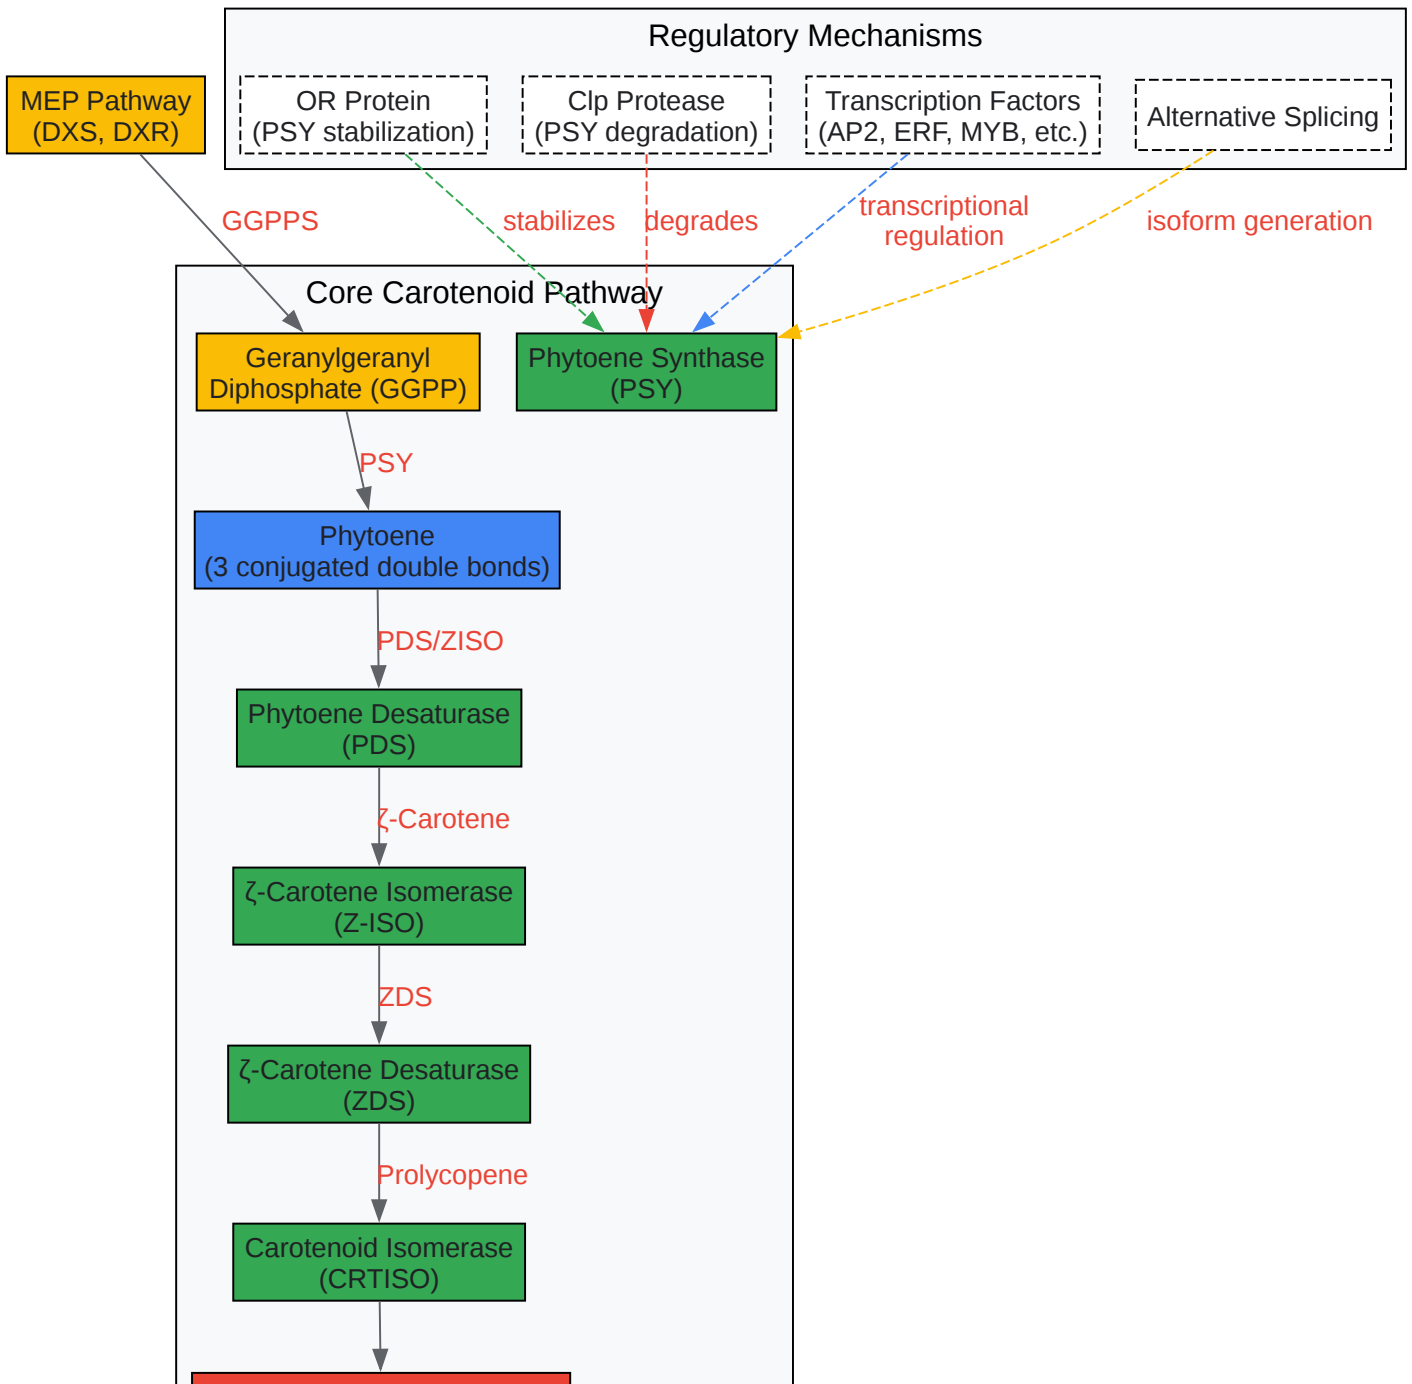 Regulatory Mechanisms
MEP Pathway
(DXS, DXR)
OR Protein
(PSY stabilization)
Clp Protease
(PSY degradation)
Transcription Factors
(AP2, ERF, MYB, etc.)
Alternative Splicing
GGPPS
stabilizes
degrades
transcriptional
regulation
isoform generation
Core Carotenoid Pathway
Geranylgeranyl
Diphosphate (GGPP)
Phytoene Synthase
(PSY)
PSY
Phytoene
(3 conjugated double bonds)
PDS/ZISO
Phytoene Desaturase
(PDS)
ζ-Carotene
ζ-Carotene Isomerase
(Z-ISO)
ZDS
ζ-Carotene Desaturase
(ZDS)
Prolycopene
Carotenoid Isomerase
(CRTISO)